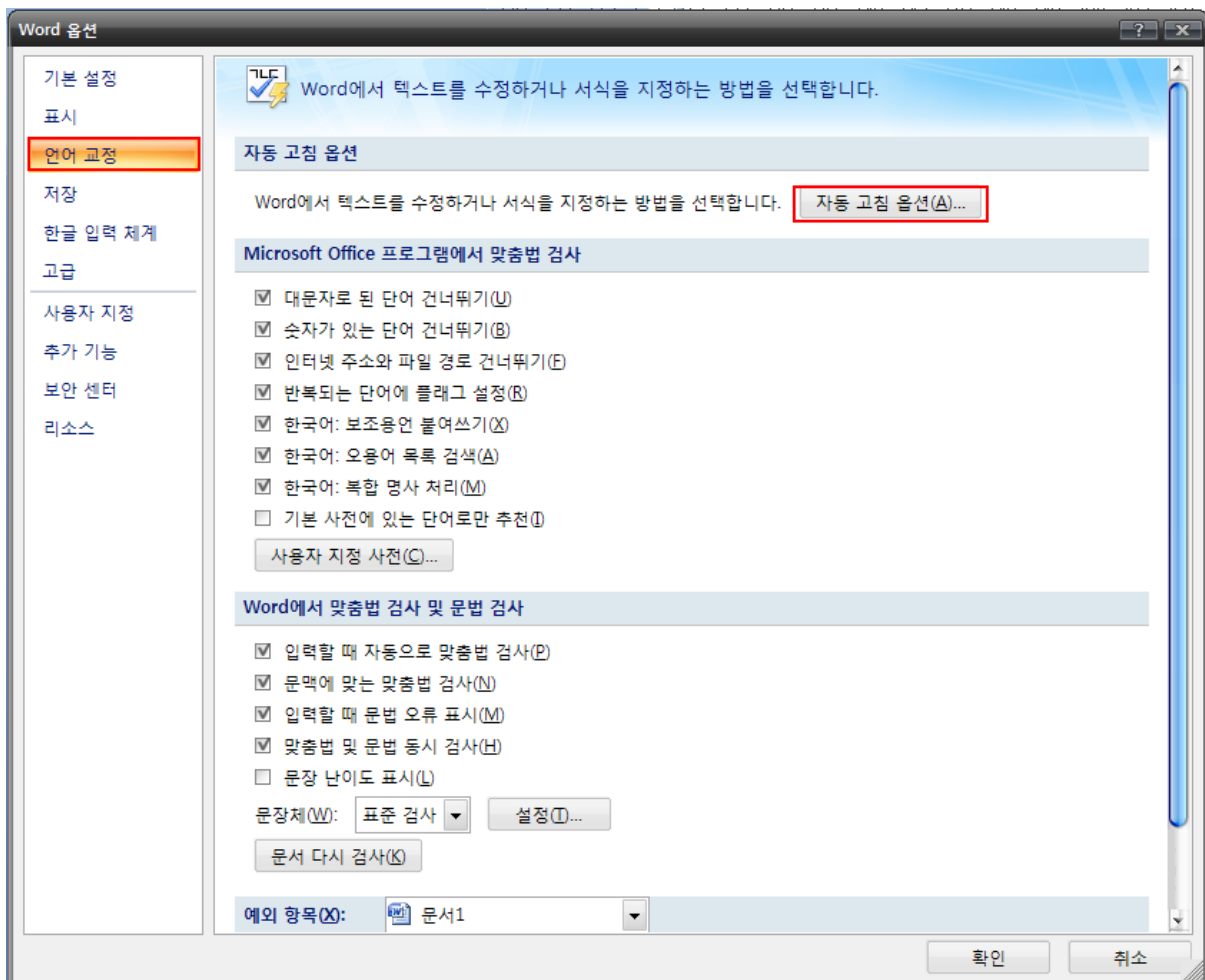 Word 옵션
기본 설정
표시
언어 교정
저장
한글 입력 체계
고급
사용자 지정
추가 기능
보안 센터
리소스
Word에서 텍스트를 수정하거나 서식을 지정하는 방법을 선택합니다.
자동 고침 옵션
Word에서 텍스트를 수정하거나 서식을 지정하는 방법을 선택합니다. 자동 고침 옵션(A)...
Microsoft Office 프로그램에서 맞춤법 검사
대문자로 된 단어 건너뛰기(U)
숫자가 있는 단어 건너뛰기(B)
인터넷 주소와 파일 경로 건너뛰기(F)
반복되는 단어에 플래그 설정(R)
한국어: 보조용언 붙여쓰기(X)
한국어: 오용어 목록 검색(A)
한국어: 복합 명사 처리(M)
기본 사전에 있는 단어로만 추천(I)
사용자 지정 사전(C)...
Word에서 맞춤법 검사 및 문법 검사
입력할 때 자동으로 맞춤법 검사(P)
문맥에 맞는 맞춤법 검사(N)
입력할 때 문법 오류 표시(M)
맞춤법 및 문법 동시 검사(H)
문장 난이도 표시(L)
문장체(W): 표준 검사 설정(T)...
문서 다시 검사(K)
예외 항목(X): 문서1
확인 취소